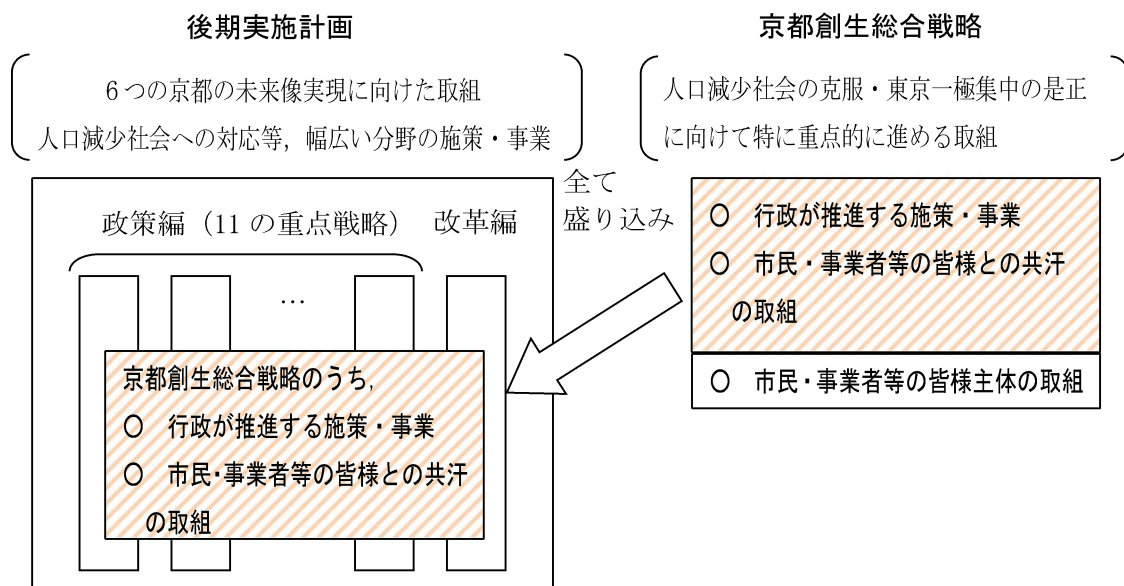 後期実施計画
6つの京都の未来像実現に向けた取組
人口減少社会への対応等，幅広い分野の施策・事業
政策編（11の重点戦略）
改革編
…
京都創生総合戦略のうち，
○　行政が推進する施策・事業
○　市民・事業者等の皆様との共汗
の取組
全て
盛り込み
京都創生総合戦略
人口減少社会の克服・東京一極集中の是正
に向けて特に重点的に進める取組
○　行政が推進する施策・事業
○　市民・事業者等の皆様との共汗
の取組
○　市民・事業者等の皆様主体の取組